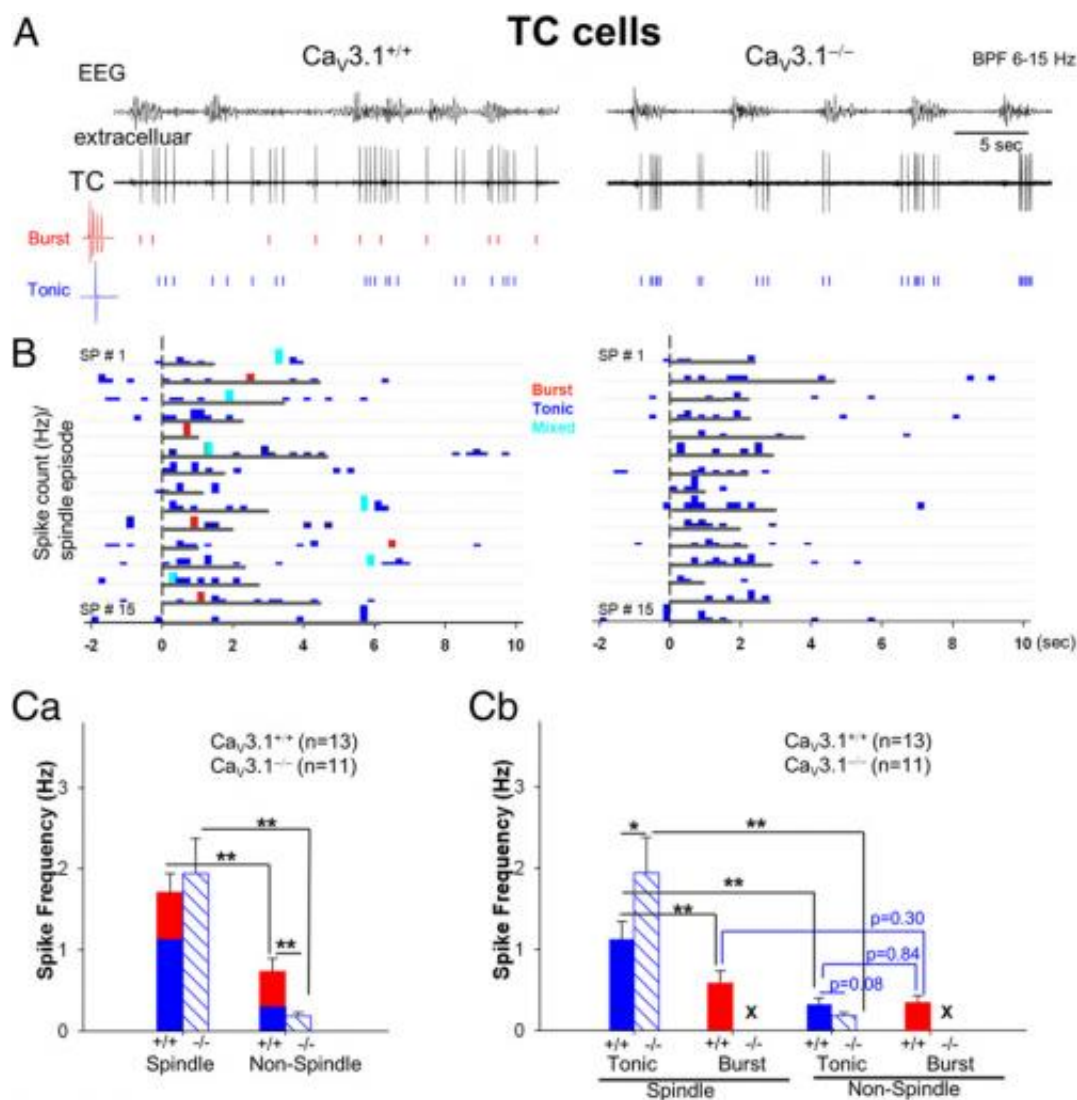 A
TC cells
CaV3.1+/+
CaV3.1−/−
BPF 6-15 Hz
EEG
extracelluar
5 sec
TC
Burst
Tonic
B
SP # 1
SP # 1
Burst
Tonic
Mixed
Spike count (Hz)/
spindle episode
SP # 15
SP # 15
-2 0 2 4 6 8 10
-2 0 2 4 6 8 10 (sec)
Ca
CaV3.1+/+ (n=13)
CaV3.1−/− (n=11)
Spike Frequency (Hz)
3
2
1
0
**
**
**
+/+ -/- +/+ -/-
Spindle Non-Spindle
Cb
CaV3.1+/+ (n=13)
CaV3.1−/− (n=11)
Spike Frequency (Hz)
3
2
1
0
*
**
**
**
p=0.30
p=0.84
p=0.08
X X
+/+ -/- +/+ -/- +/+ -/- +/+ -/-
Tonic Burst Tonic Burst
Spindle Non-Spindle